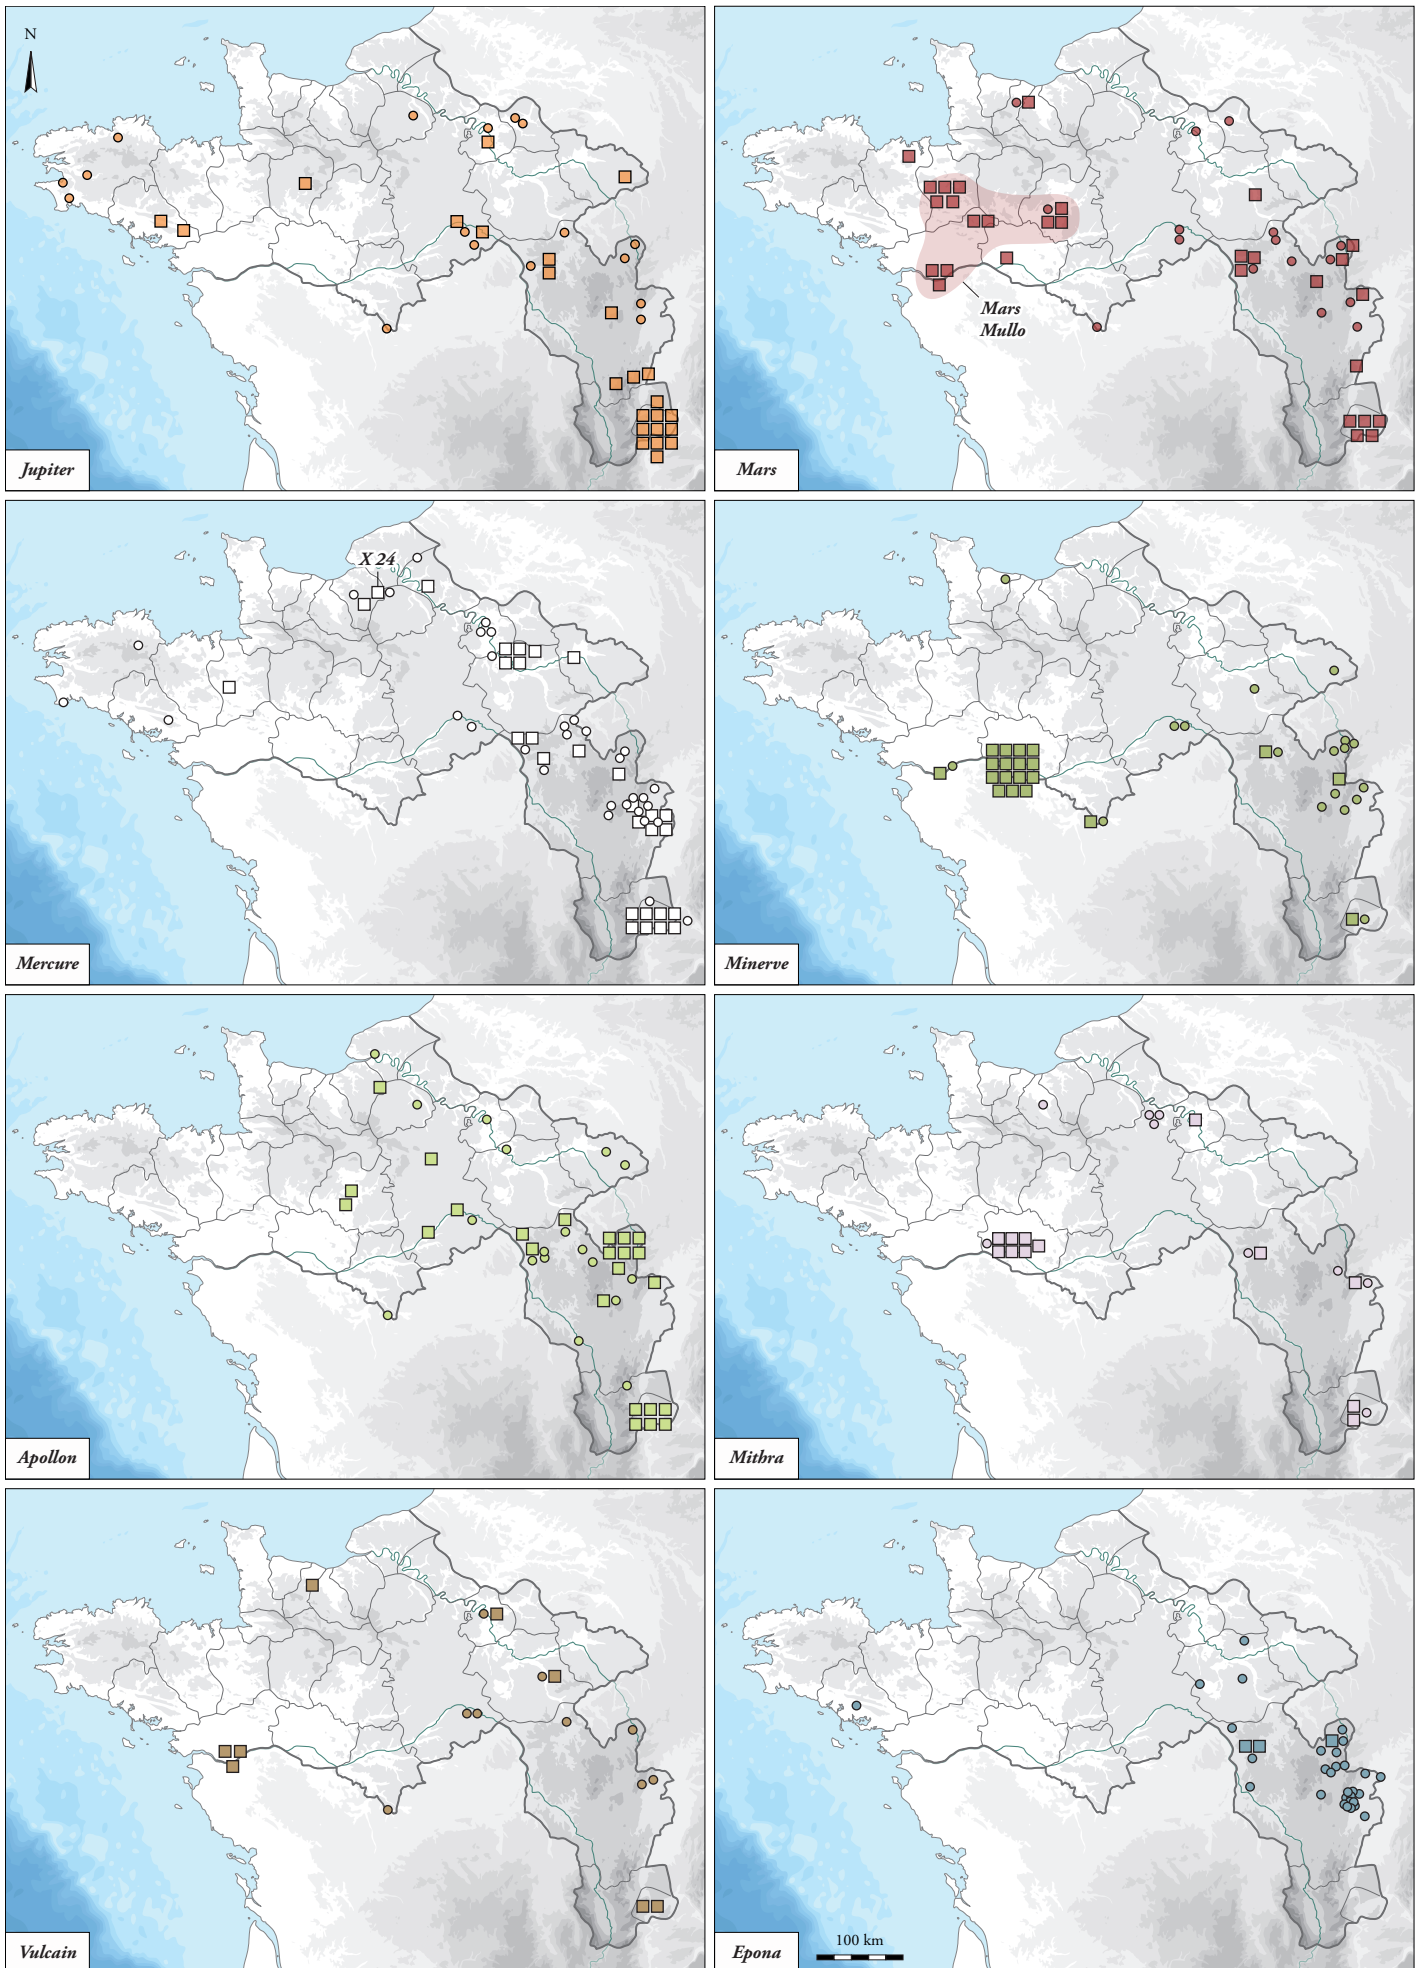 N
Jupiter
Mars
Mullo
Mars
X 24
Mercure
Minerve
Apollon
Mithra
Vulcain
100 km
Epona